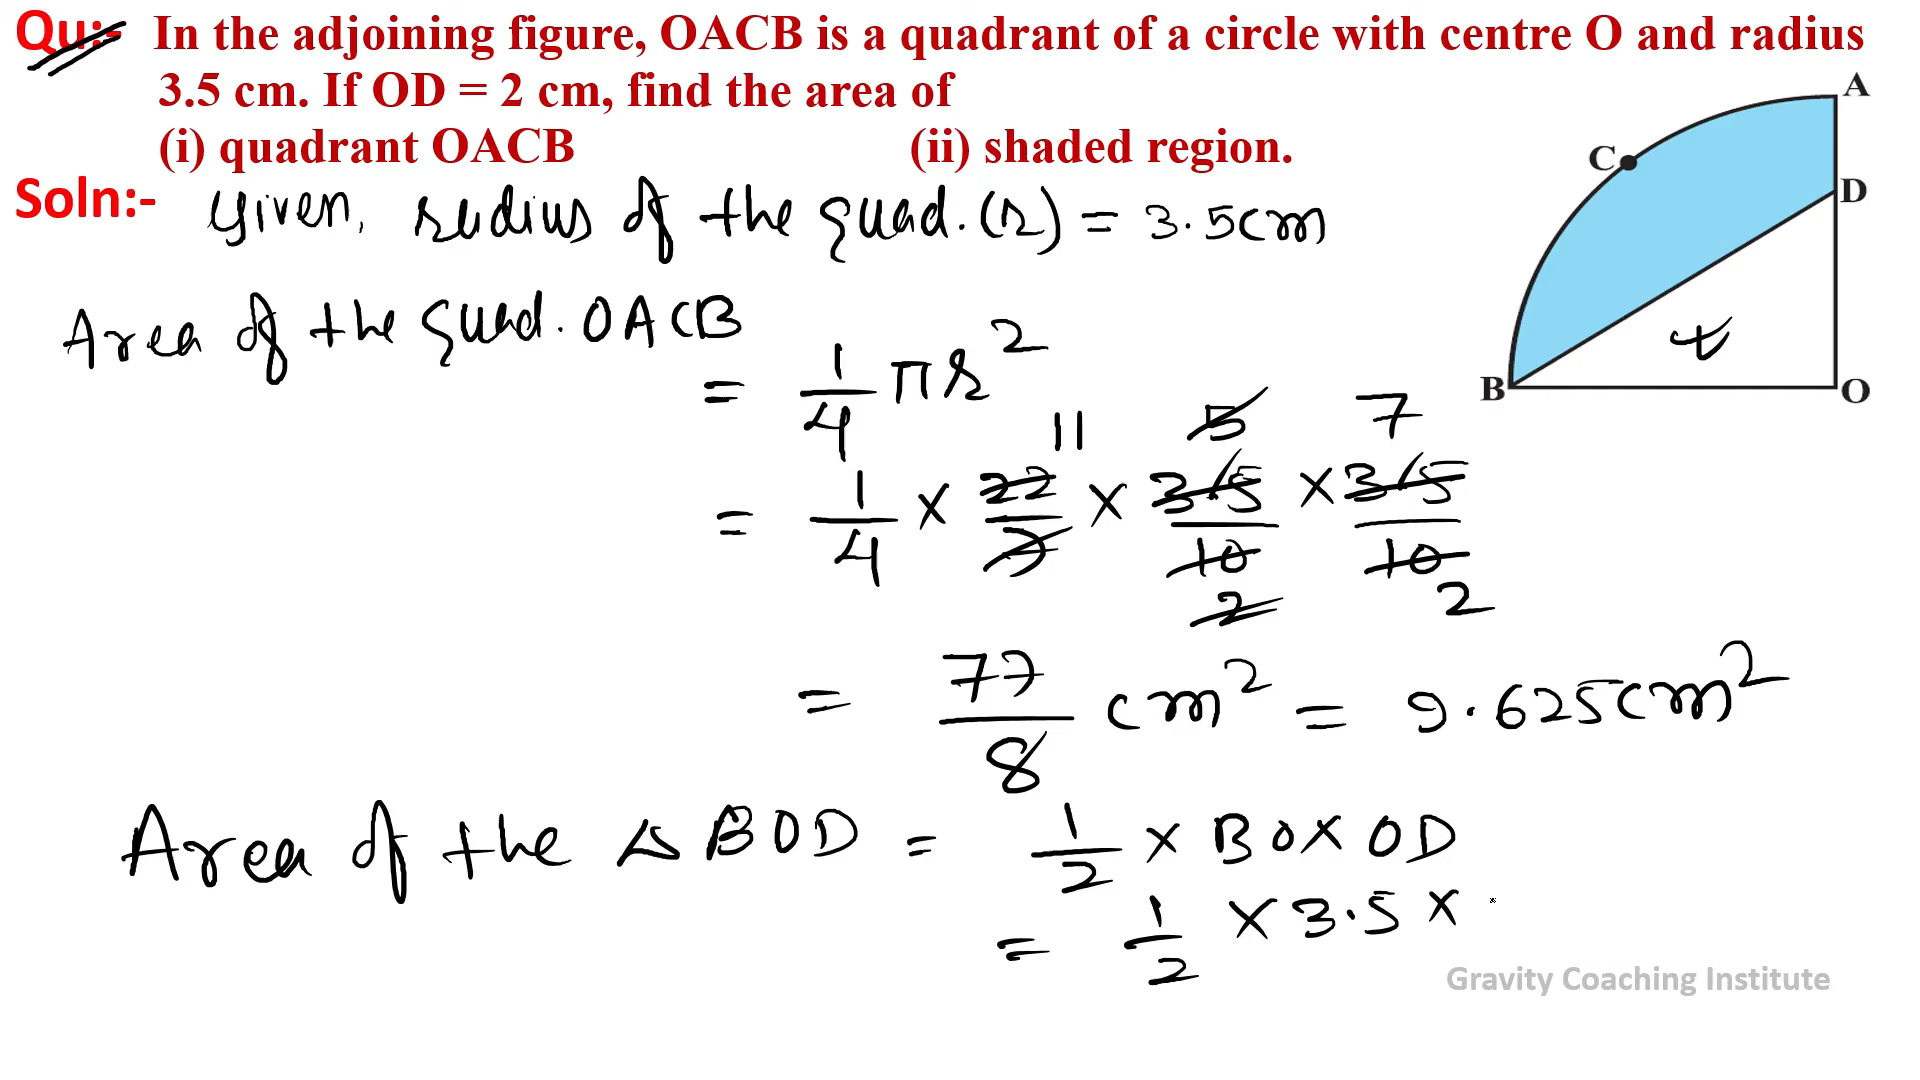 Qu:- In the adjoining figure, OACB is a quadrant of a circle with centre O and radius
3.5 cm. If OD = 2 cm, find the area of
(i) quadrant OACB (ii) shaded region.
A
C
D
B
O
Soln:- Given, radius of the quad. (r) = 3.5cm
Area of the quad. OACB
= 1/4 πr²
11 5 7
= 1/4 × 22/7 × 35/10 × 35/10
2 2
= 77/8 cm² = 9.625cm²
Area of the △BOD = 1/2 × BO × OD
= 1/2 × 3.5 ×
Gravity Coaching Institute